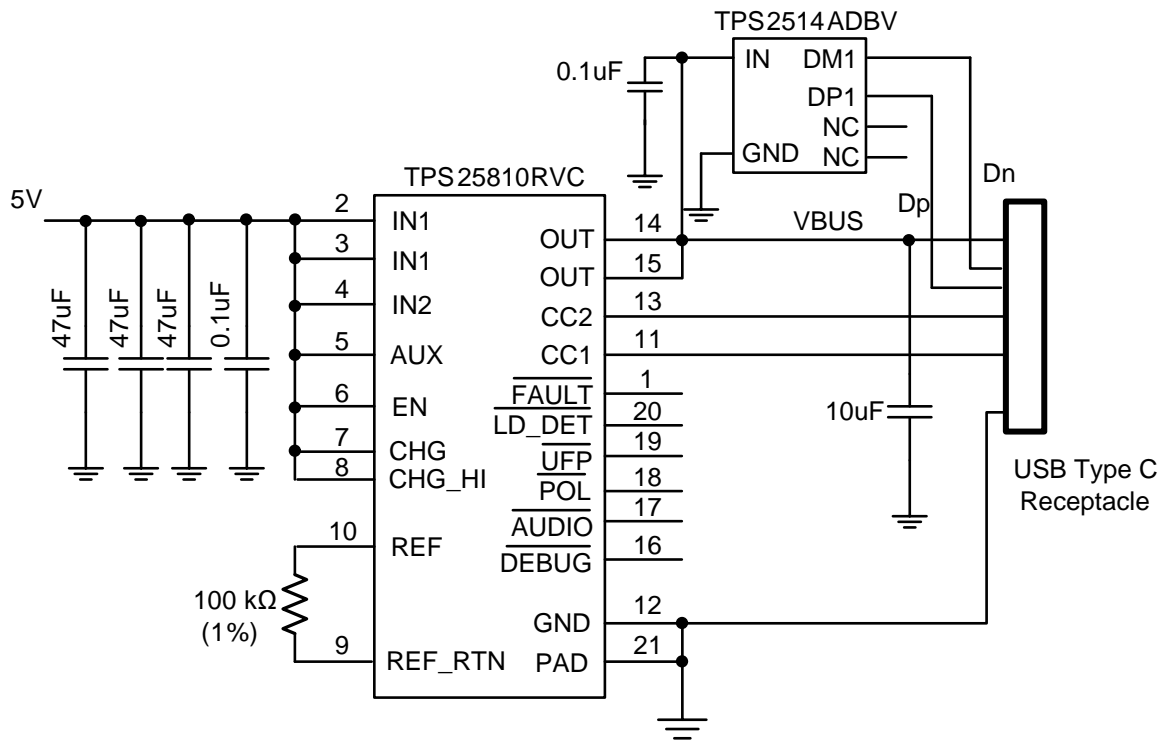 TPS2514ADBV
IN
DM1
DP1
NC
NC
GND
0.1uF
Dn
Dp
VBUS
TPS25810RVC
5V
47uF
47uF
47uF
0.1uF
2
IN1
3
IN1
4
IN2
5
AUX
6
EN
7
CHG
8
CHG_HI
10
REF
9
REF_RTN
100 kΩ
(1%)
OUT
14
OUT
15
CC2
13
CC1
11
FAULT
1
LD_DET
20
UFP
19
POL
18
AUDIO
17
DEBUG
16
GND
12
PAD
21
10uF
USB Type C
Receptacle